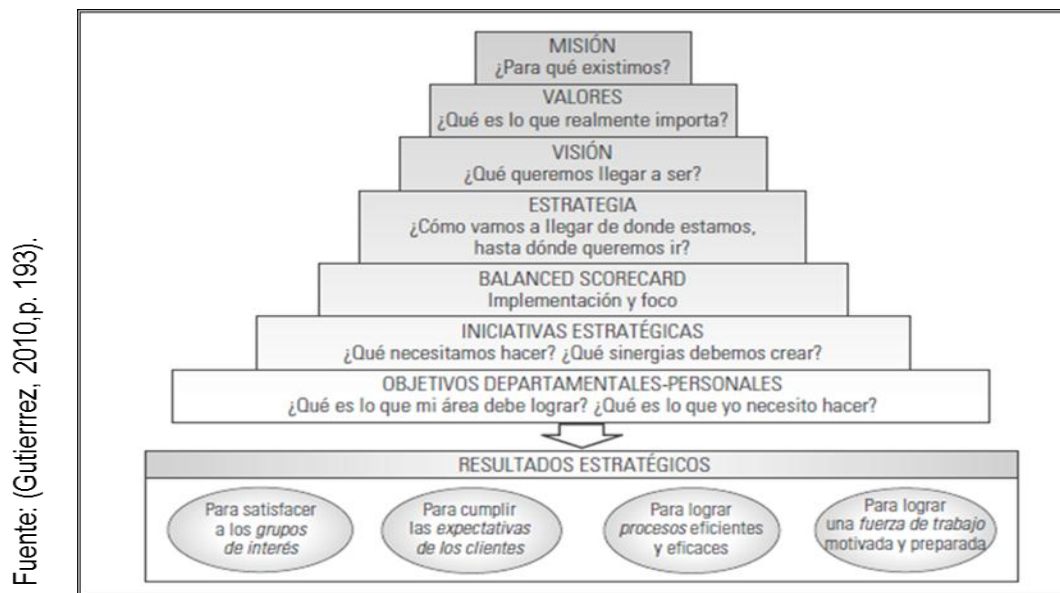 MISIÓN
¿Para qué existimos?
VALORES
¿Qué es lo que realmente importa?
VISIÓN
¿Qué queremos llegar a ser?
ESTRATEGIA
¿Cómo vamos a llegar de donde estamos,
hasta dónde queremos ir?
BALANCED SCORECARD
Implementación y foco
INICIATIVAS ESTRATÉGICAS
¿Qué necesitamos hacer? ¿Qué sinergias debemos crear?
OBJETIVOS DEPARTAMENTALES-PERSONALES
¿Qué es lo que mi área debe lograr? ¿Qué es lo que yo necesito hacer?
RESULTADOS ESTRATÉGICOS
Para satisfacer
a los grupos
de interés
Para cumplir
las expectativas
de los clientes
Para lograr
procesos eficientes
y eficaces
Para lograr
una fuerza de trabajo
motivada y preparada
Fuente: (Gutierrrez, 2010,p. 193).